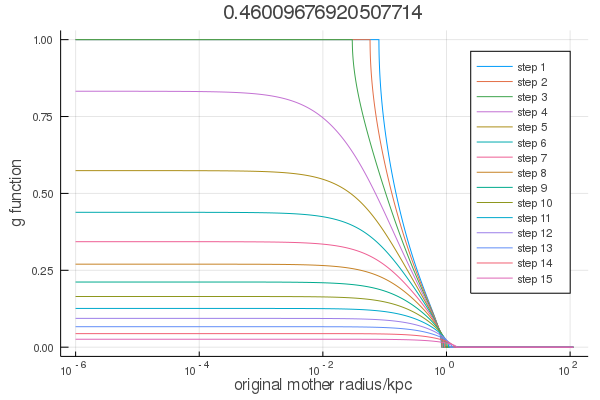 0.46009676920507714
g function
1.00
0.75
0.50
0.25
0.00
step 1
step 2
step 3
step 4
step 5
step 6
step 7
step 8
step 9
step 10
step 11
step 12
step 13
step 14
step 15
10^-6 10^-4 10^-2 10^0 10^2
original mother radius/kpc